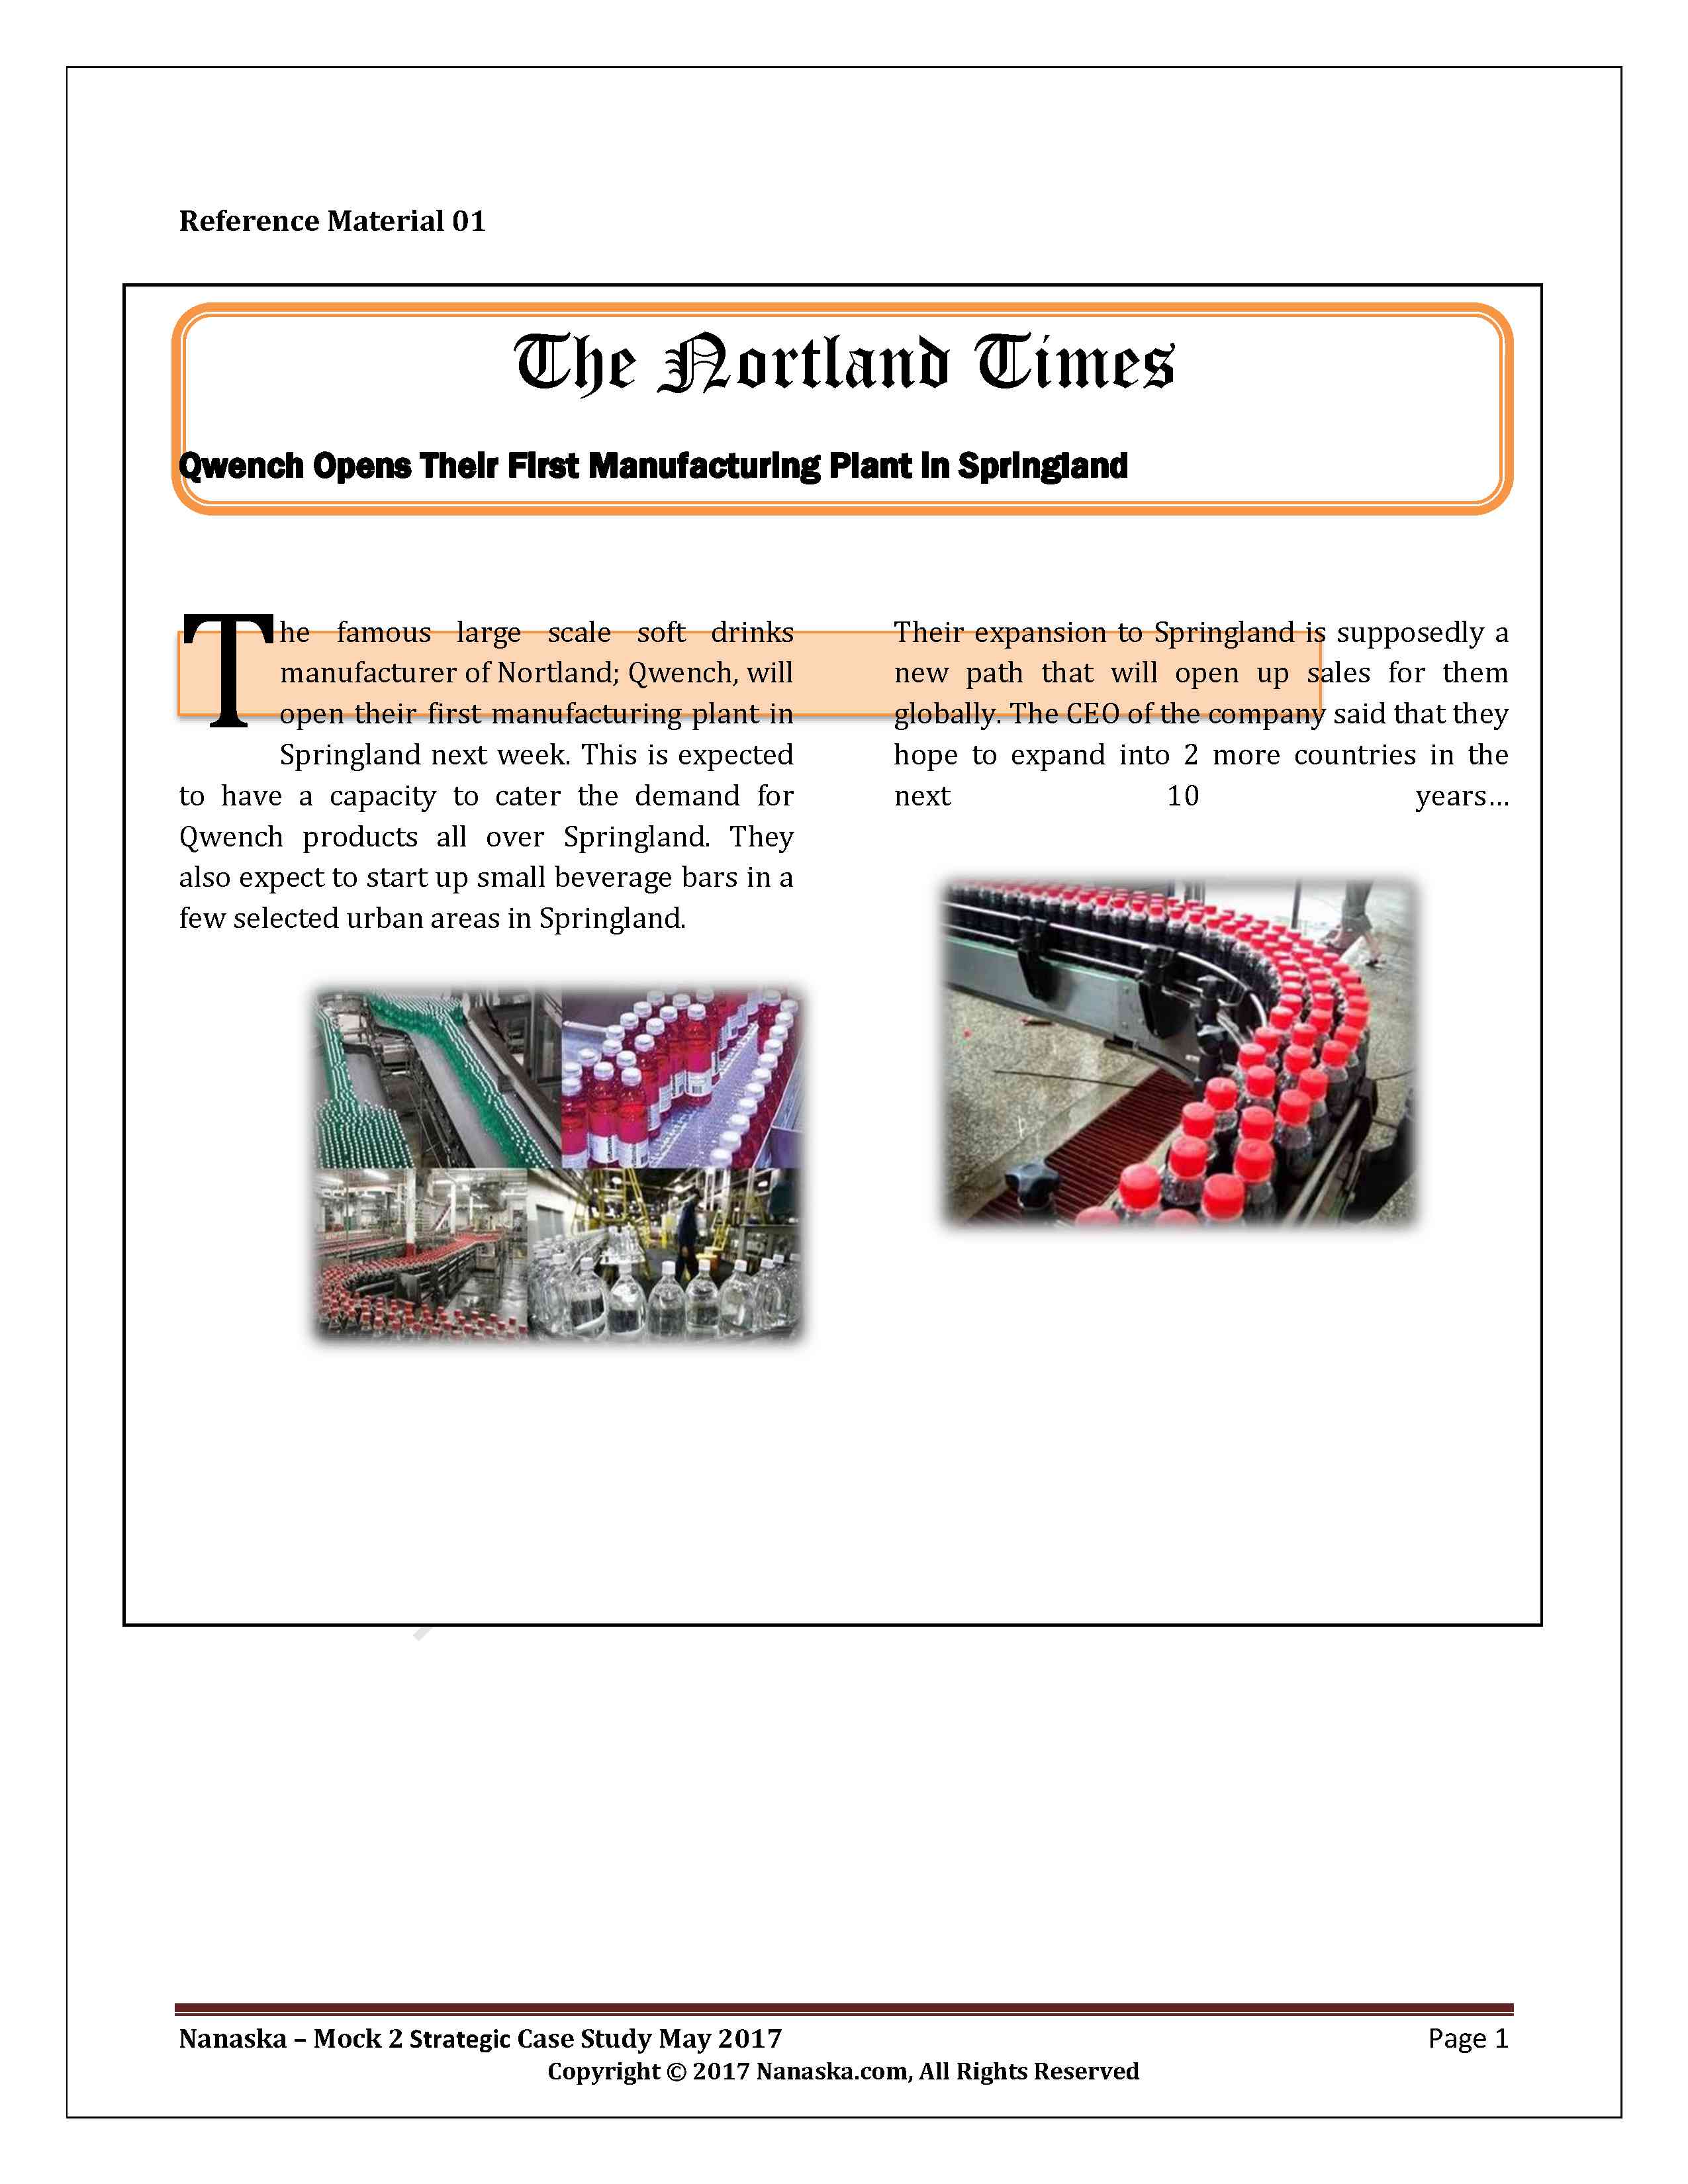 Reference Material 01
The Nortland Times
Qwench Opens Their First Manufacturing Plant in Springland
The famous large scale soft drinks
manufacturer of Nortland; Qwench, will
open their first manufacturing plant in
Springland next week. This is expected
to have a capacity to cater the demand for
Qwench products all over Springland. They
also expect to start up small beverage bars in a
few selected urban areas in Springland.
Their expansion to Springland is supposedly a
new path that will open up sales for them
globally. The CEO of the company said that they
hope to expand into 2 more countries in the
next 10 years…
Nanaska – Mock 2 Strategic Case Study May 2017 Page 1
Copyright © 2017 Nanaska.com, All Rights Reserved